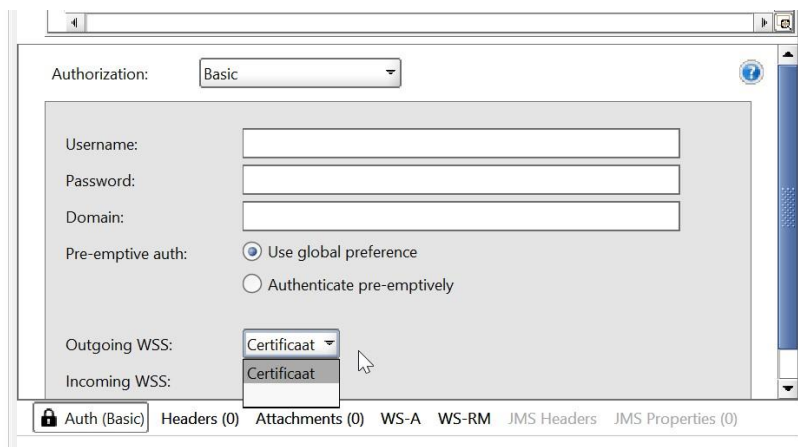 Authorization: Basic
Username:
Password:
Domain:
Pre-emptive auth: Use global preference
Authenticate pre-emptively
Outgoing WSS: Certificaat
Certificaat
Incoming WSS:
Auth (Basic) Headers (0) Attachments (0) WS-A WS-RM JMS Headers JMS Properties (0)